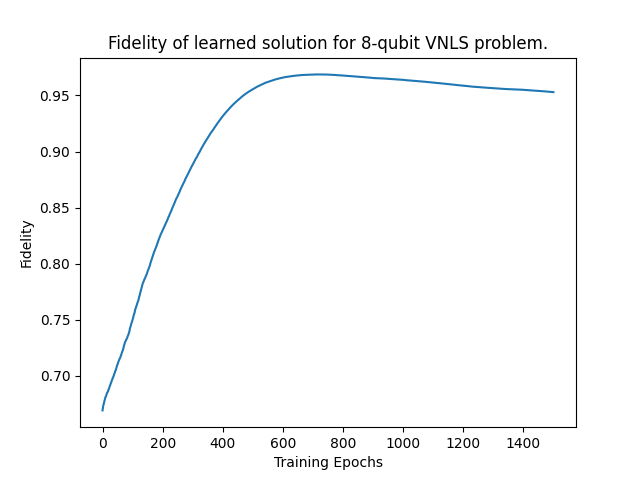 Fidelity of learned solution for 8-qubit VNLS problem.
Fidelity
0.95
0.90
0.85
0.80
0.75
0.70
0 200 400 600 800 1000 1200 1400
Training Epochs